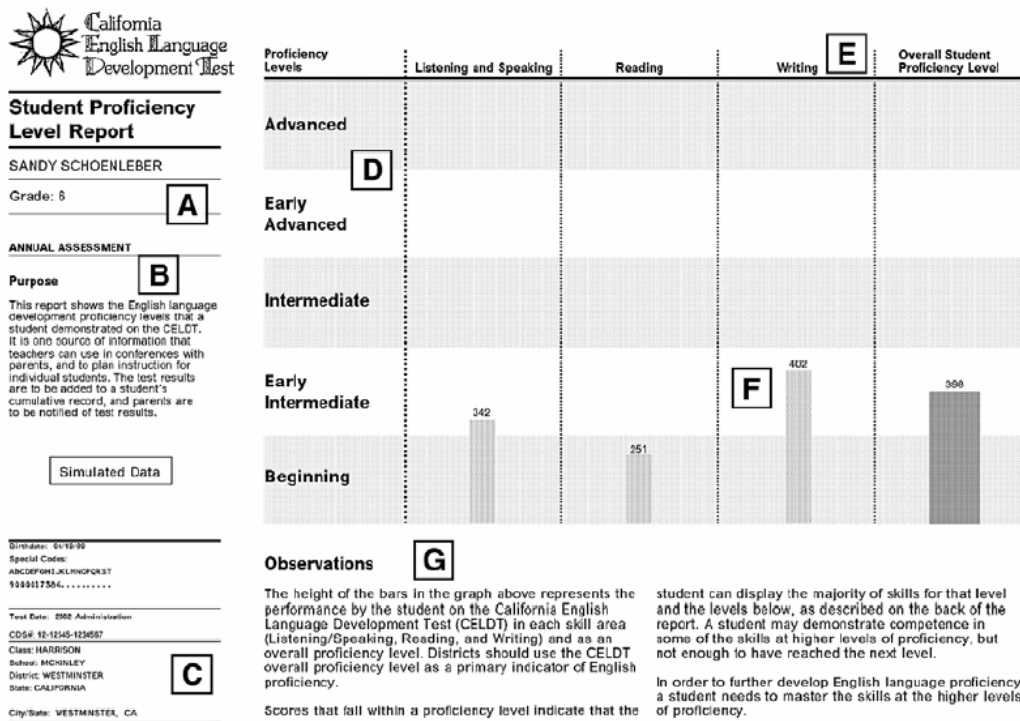 California
English Language
Development Test
Student Proficiency
Level Report
SANDY SCHOENLEBER
Grade: 6
A
ANNUAL ASSESSMENT
B
Purpose
This report shows the English language
development proficiency levels that a
student demonstrated on the CELDT.
It is one source of information that
teachers can use in conferences with
parents, and to plan instruction for
individual students. The test results
are to be added to a student's
cumulative record, and parents are
to be notified of test results.
Simulated Data
Birthdate:
Special Codes:
Test Date: 2002 Administration
CDS#: 12-12345-1234567
Class: HARRISON
School: MCKINLEY
District: WESTMINSTER
State: CALIFORNIA
C
City/State: WESTMINSTER, CA
Proficiency
Levels
Listening and Speaking
Reading
Writing
E
Overall Student
Proficiency Level
Advanced
D
Early
Advanced
Intermediate
Early
Intermediate
F
Beginning
342
251
402
Observations
G
The height of the bars in the graph above represents the
performance by the student on the California English
Language Development Test (CELDT) in each skill area
(Listening/Speaking, Reading, and Writing) and as an
overall proficiency level. Districts should use the CELDT
overall proficiency level as a primary indicator of English
proficiency.
Scores that fall within a proficiency level indicate that the
student can display the majority of skills for that level
and the levels below, as described on the back of the
report. A student may demonstrate competence in
some of the skills at higher levels of proficiency, but
not enough to have reached the next level.
In order to further develop English language proficiency
a student needs to master the skills at the higher levels
of proficiency.